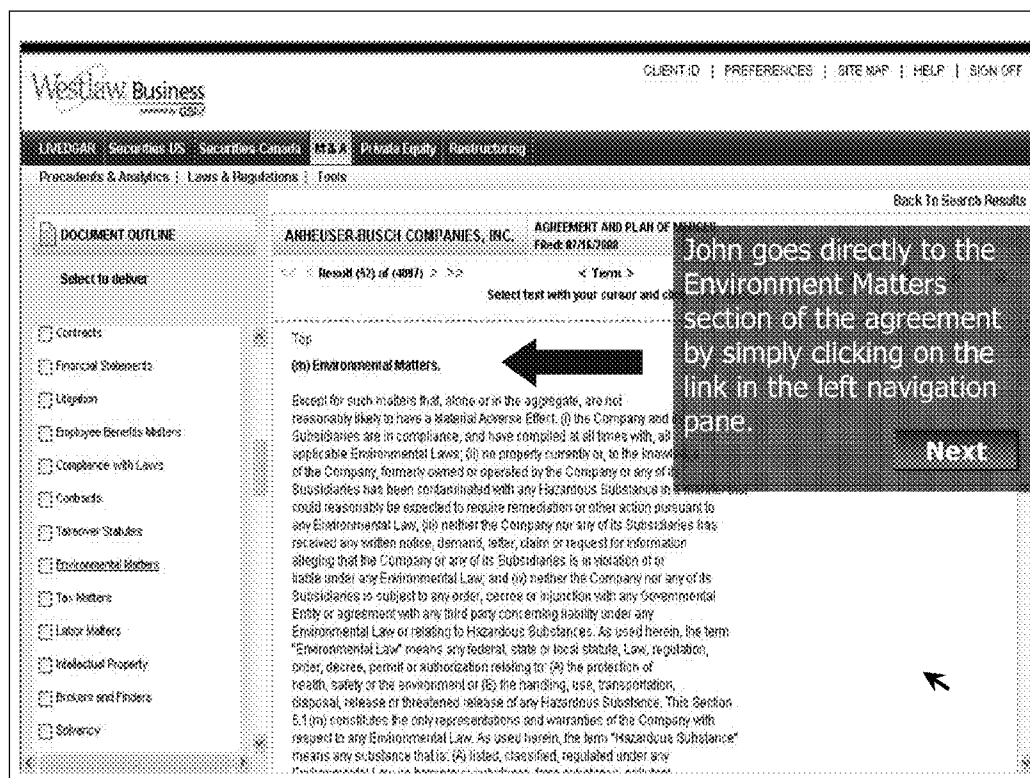 CLIENT ID | PREFERENCES | SITE MAP | HELP | SIGN OFF
Westlaw Business
LIVEDGAR Securities US Securities Canada M & A Private Equity Restructuring
Precedents & Analytics | Laws & Regulations | Tools
Back To Search Results
DOCUMENT OUTLINE
Select to deliver
Contracts
Financial Statements
Litigation
Employee Benefits Matters
Compliance with Laws
Contracts
Takeover Statutes
Environmental Matters
Tax Matters
Labor Matters
Intellectual Property
Brokers and Finders
Solvency
ANHEUSER-BUSCH COMPANIES, INC.
AGREEMENT AND PLAN OF MERGER
Filed: 07/16/2008
<< < Result (52) of (4097) > >> < Term >
Select text with your cursor and
Top
(m) Environmental Matters.
Except for such matters that, alone or in the aggregate, are not
reasonably likely to have a Material Adverse Effect: (i) the Company and
Subsidiaries are in compliance, and have complied at all times with, all
applicable Environmental Laws; (ii) no property currently or, to the
of the Company, formerly owned or operated by the Company or any of
Subsidiaries has been contaminated with any Hazardous Substance in a manner that
could reasonably be expected to require remediation or other action pursuant to
any Environmental Law; (iii) neither the Company nor any of its Subsidiaries has
received any written notice, demand, letter, claim or request for information
alleging that the Company or any of its Subsidiaries is in violation of or
liable under any Environmental Law; and (iv) neither the Company nor any of its
Subsidiaries is subject to any order, decree or injunction with any Governmental
Entity or agreement with any third party concerning liability under any
Environmental Law or relating to Hazardous Substances. As used herein, the term
"Environmental Law" means any federal, state or local statute, Law, regulation,
order, decree, permit or authorization relating to: (A) the protection of
health, safety or the environment or (B) the handling, use, transportation,
disposal, release or threatened release of any Hazardous Substance. This Section
5.1(m) constitutes the only representations and warranties of the Company with
respect to any Environmental Law. As used herein, the term "Hazardous Substance"
means any substance that is: (A) listed, classified, regulated under any
John goes directly to the
Environment Matters
section of the agreement
by simply clicking on the
link in the left navigation
pane.
Next